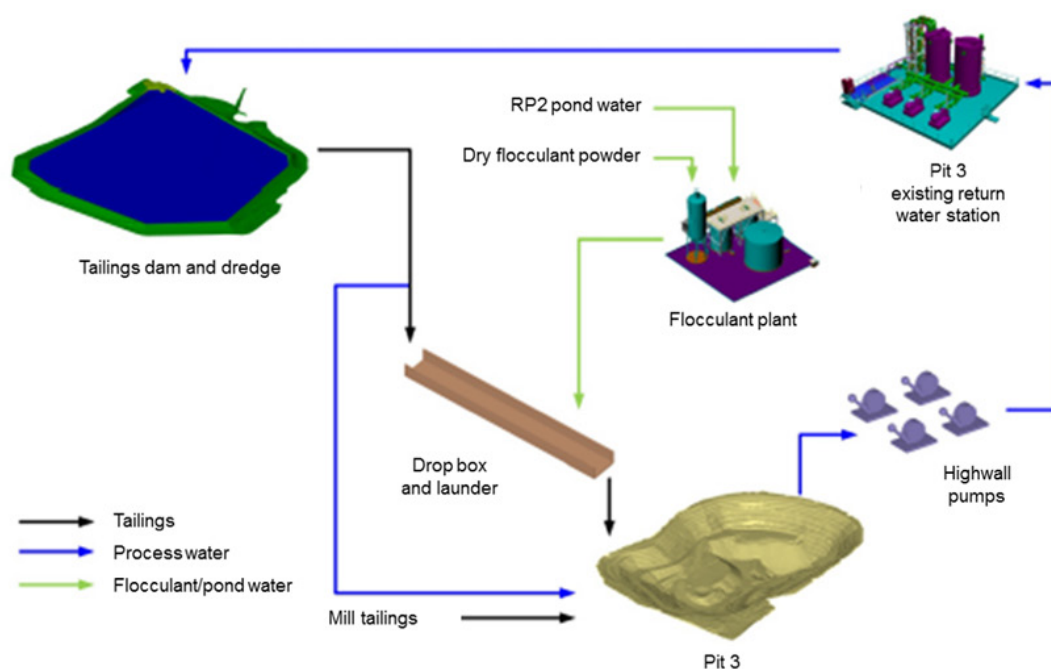 RP2 pond water
Dry flocculant powder
Pit 3
existing return
water station
Tailings dam and dredge
Flocculant plant
Drop box
and launder
Highwall
pumps
Tailings
Process water
Flocculant/pond water
Mill tailings
Pit 3